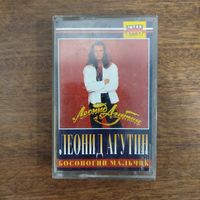 Леонид Агутин
ЛЕОНИД АГУТИН
БОСОНОГИЙ МАЛЬЧИК